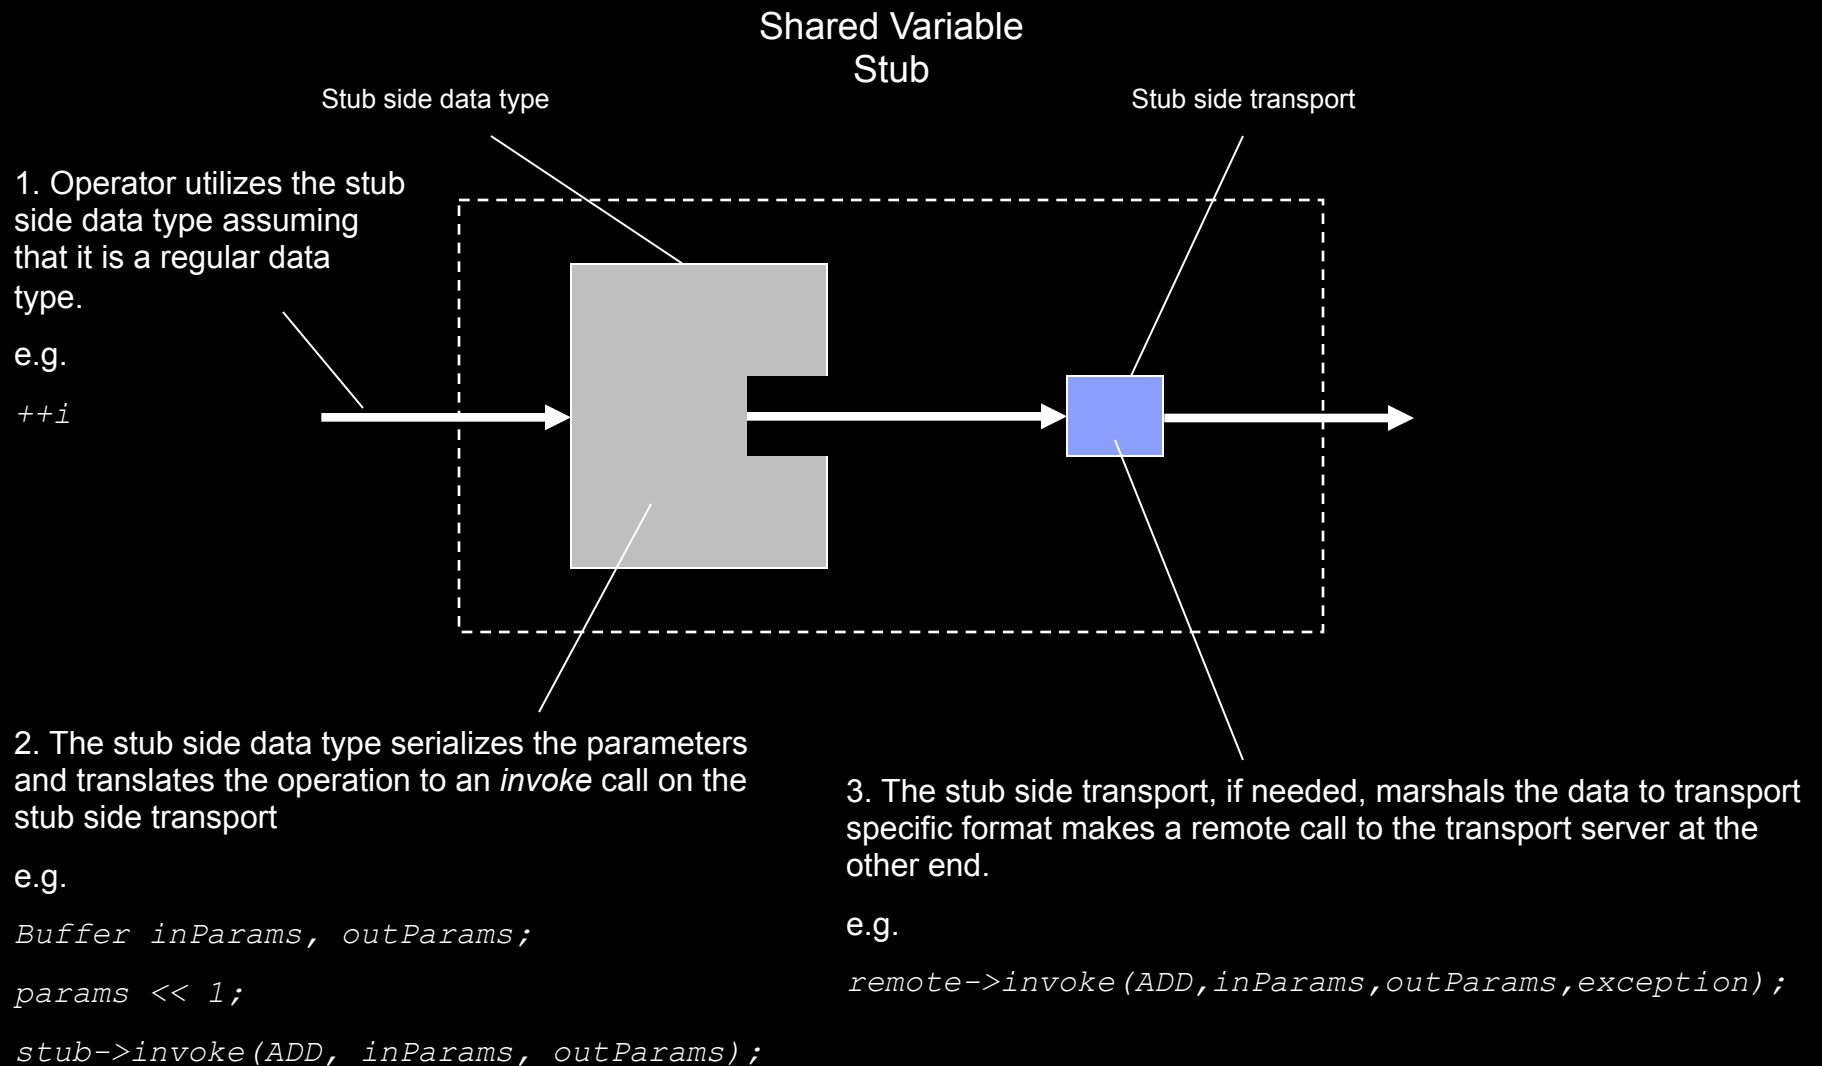 Shared Variable
Stub
Stub side data type
Stub side transport
1. Operator utilizes the stub
side data type assuming
that it is a regular data
type.
e.g.
++i
2. The stub side data type serializes the parameters
and translates the operation to an invoke call on the
stub side transport
e.g.
Buffer inParams, outParams;
params << 1;
stub->invoke(ADD, inParams, outParams);
3. The stub side transport, if needed, marshals the data to transport
specific format makes a remote call to the transport server at the
other end.
e.g.
remote->invoke(ADD,inParams,outParams,exception);